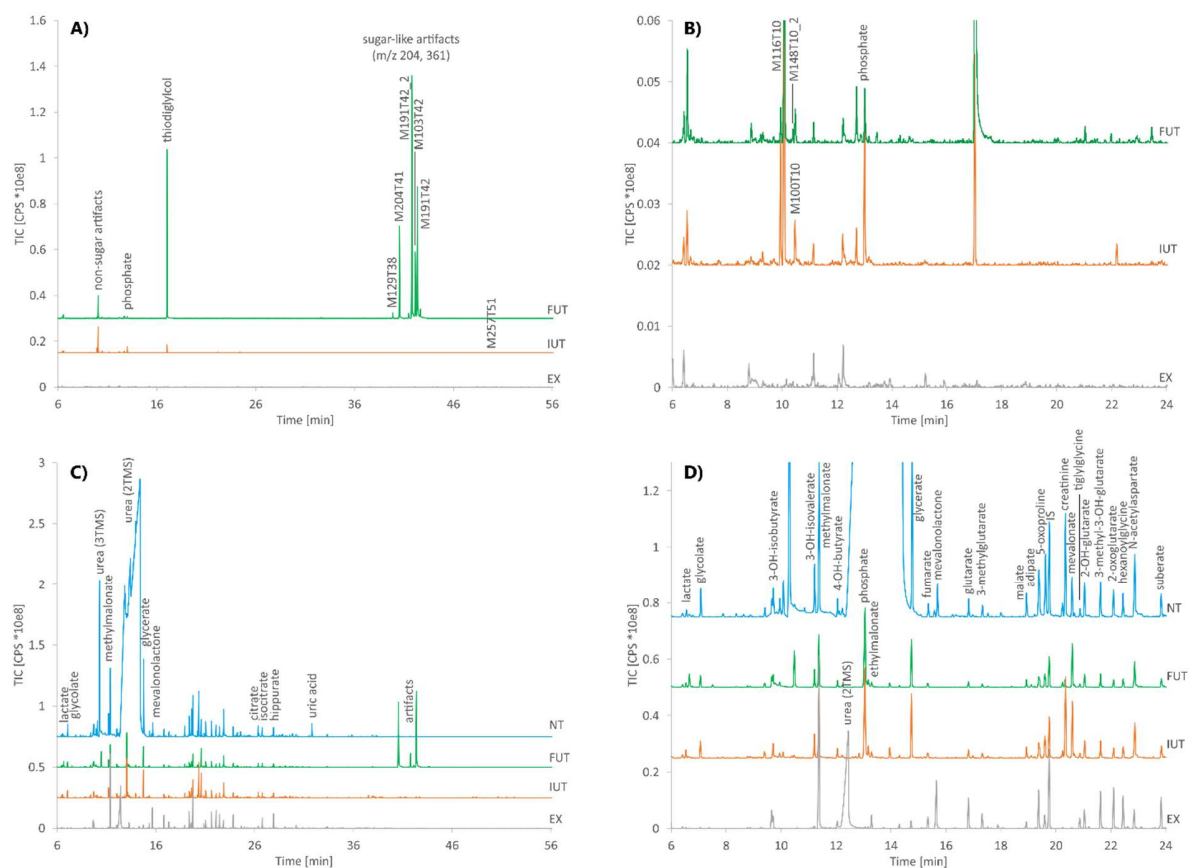 A)
1.6
1.4
1.2
1
0.8
0.6
0.4
0.2
0
TIC [CPS *10e8]
sugar-like artifacts
(m/z 204, 361)
non-sugar artifacts
phosphate
thiodiglylcol
M129T38
M204T41
M191T42_2
M103T42
M191T42
M257T51
FUT
IUT
EX
6
16
26
36
46
56
Time [min]
B)
0.06
0.05
0.04
0.03
0.02
0.01
0
TIC [CPS *10e8]
M116T10
M148T10_2
M100T10
phosphate
FUT
IUT
EX
6
8
10
12
14
16
18
20
22
24
Time [min]
C)
3
2.5
2
1.5
1
0.5
0
TIC [CPS *10e8]
lactate
glycolate
urea (3TMS)
methylmalonate
urea (2TMS)
glycerate
mevalonolactone
citrate
isocitrate
hippurate
uric acid
artifacts
NT
FUT
IUT
EX
6
16
26
36
46
56
Time [min]
D)
1.2
1
0.8
0.6
0.4
0.2
0
TIC [CPS *10e8]
lactate
glycolate
3-OH-isobutyrate
3-OH-isovalerate
methylmalonate
4-OH-butyrate
urea (2TMS)
phosphate
ethylmalonate
glycerate
fumarate
mevalonolactone
glutarate
3-methylglutarate
malate
adipate
5-oxoproline
IS
creatinine
mevalonate
tiglylglycine
2-OH-glutarate
3-methyl-3-OH-glutarate
2-oxoglutarate
hexanoylglycine
N-acetylaspartate
suberate
NT
FUT
IUT
EX
6
8
10
12
14
16
18
20
22
24
Time [min]